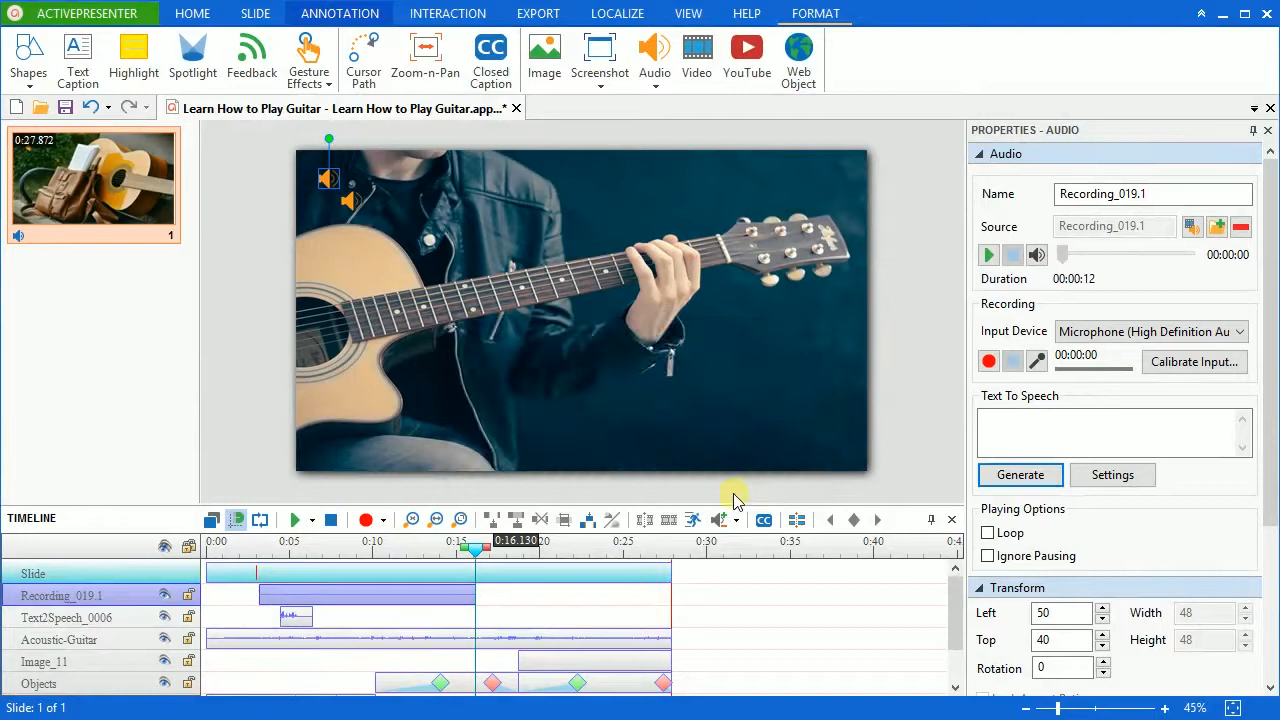 ACTIVEPRESENTER HOME SLIDE ANNOTATION INTERACTION EXPORT LOCALIZE VIEW HELP FORMAT
Shapes Text Caption Highlight Spotlight Feedback Gesture Effects Cursor Path Zoom-n-Pan Closed Caption Image Screenshot Audio Video YouTube Web Object
CC
Learn How to Play Guitar - Learn How to Play Guitar.app...*
0:27.872
1
PROPERTIES - AUDIO
Audio
Name Recording_019.1
Source Recording_019.1
00:00:00
Duration 00:00:12
Recording
Input Device Microphone (High Definition Au
00:00:00 Calibrate Input...
Text To Speech
Generate Settings
Playing Options
Loop
Ignore Pausing
Transform
Left 50 Width 48
Top 40 Height 48
Rotation 0
TIMELINE
CC
0:00 0:05 0:10 0:15 0:16.130 0:20 0:25 0:30 0:35 0:40
Slide
Recording_019.1
Text2Speech_0006
Acoustic-Guitar
Image_11
Objects
Slide: 1 of 1 45%